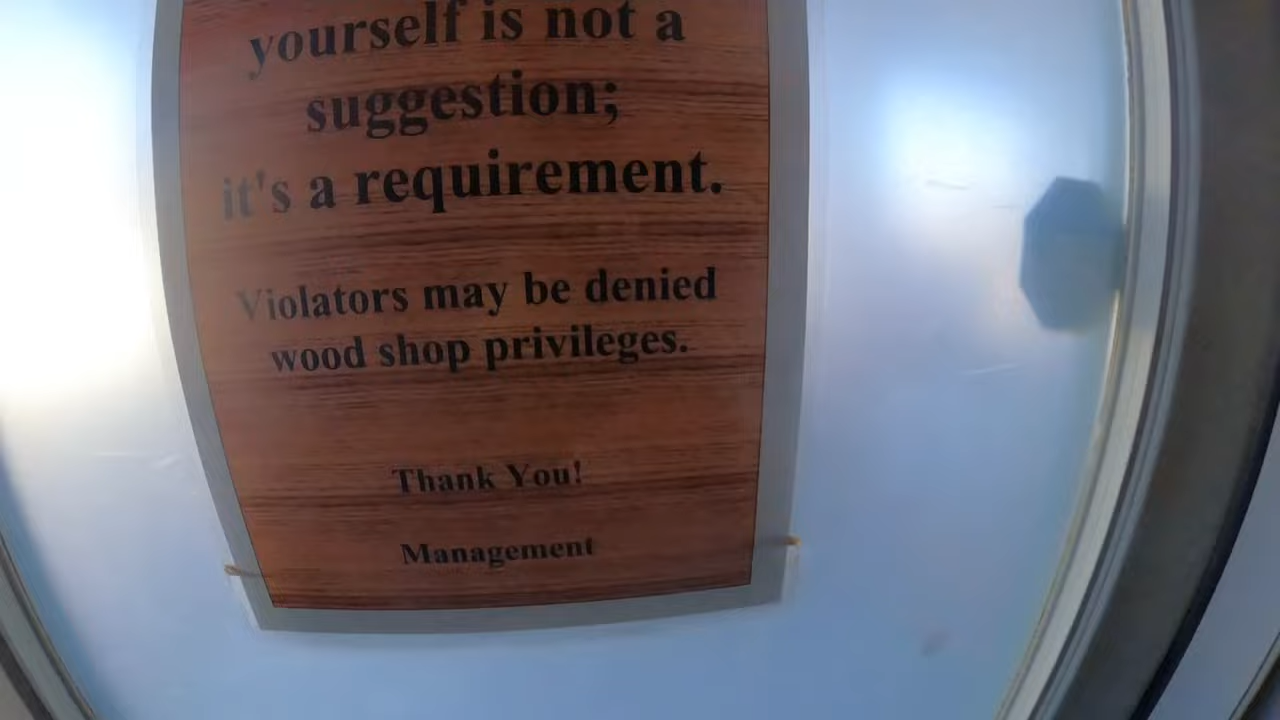 yourself is not a
suggestion;
it's a requirement.
Violators may be denied
wood shop privileges.
Thank You!
Management